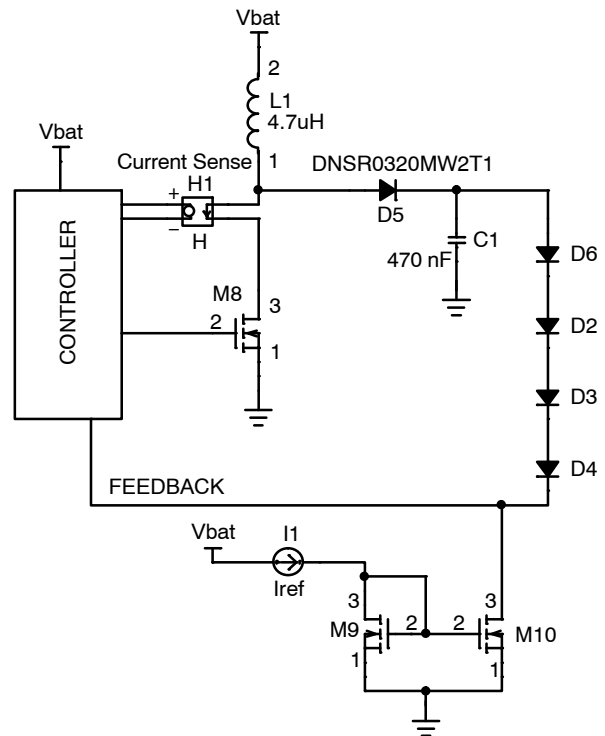 Vbat
2
L1
4.7uH
1
Vbat
Current Sense
DNSR0320MW2T1
H1
+
−
H
D5
C1
470 nF
D6
D2
D3
D4
CONTROLLER
M8
3
2
1
FEEDBACK
Vbat
I1
Iref
3
M9
2
1
3
2
M10
1